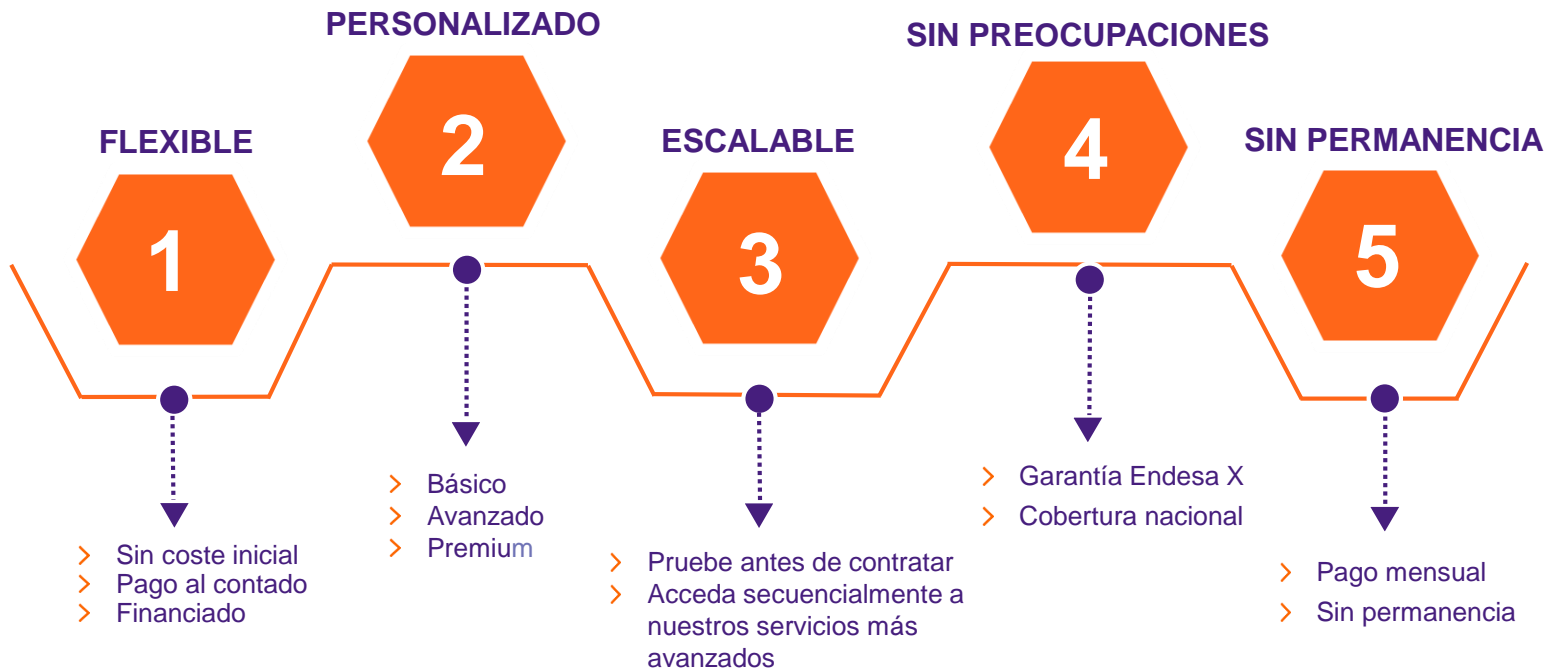 FLEXIBLE
1
Sin coste inicial
Pago al contado
Financiado
PERSONALIZADO
2
Básico
Avanzado
Premium
ESCALABLE
3
Pruebe antes de contratar
Acceda secuencialmente a
nuestros servicios más
avanzados
SIN PREOCUPACIONES
4
Garantía Endesa X
Cobertura nacional
SIN PERMANENCIA
5
Pago mensual
Sin permanencia